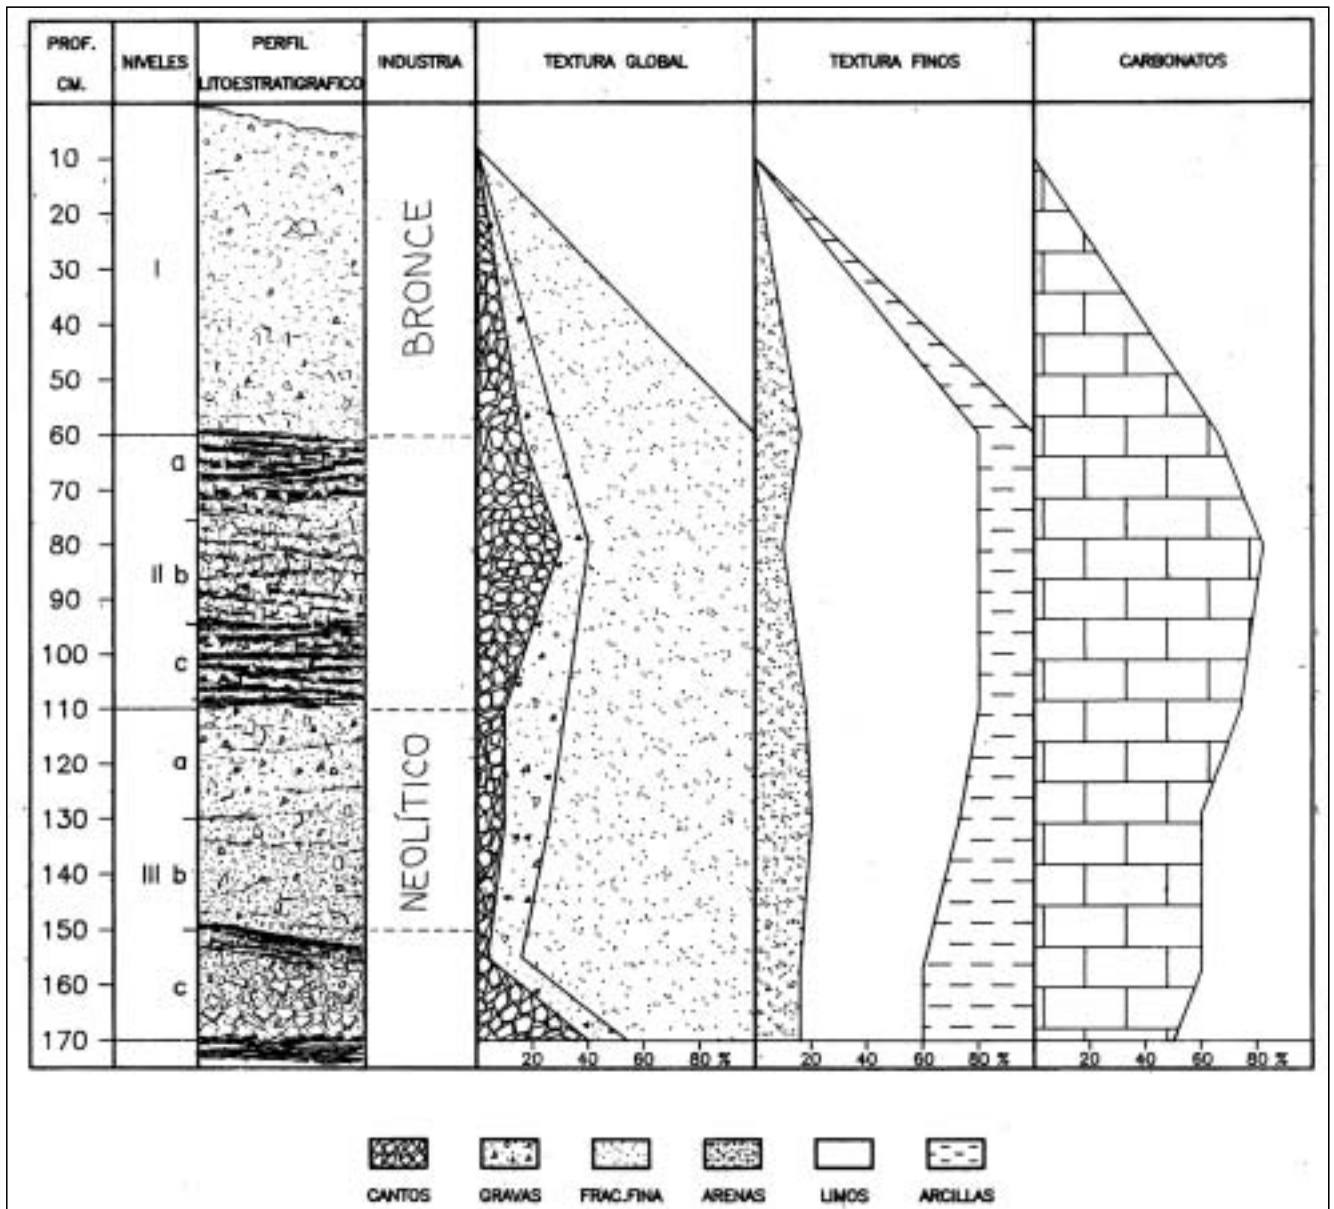 PROF.
CM.
NIVELES
PERFIL
LITOESTRATIGRAFICO
INDUSTRIA
TEXTURA GLOBAL
TEXTURA FINOS
CARBONATOS
10
20
30
40
50
60
70
80
90
100
110
120
130
140
150
160
170
I
a
II b
c
a
III b
c
BRONCE
NEOLÍTICO
20 40 60 80 %
20 40 60 80 %
20 40 60 80 %
CANTOS GRAVAS FRAC.FINA ARENAS LIMOS ARCILLAS